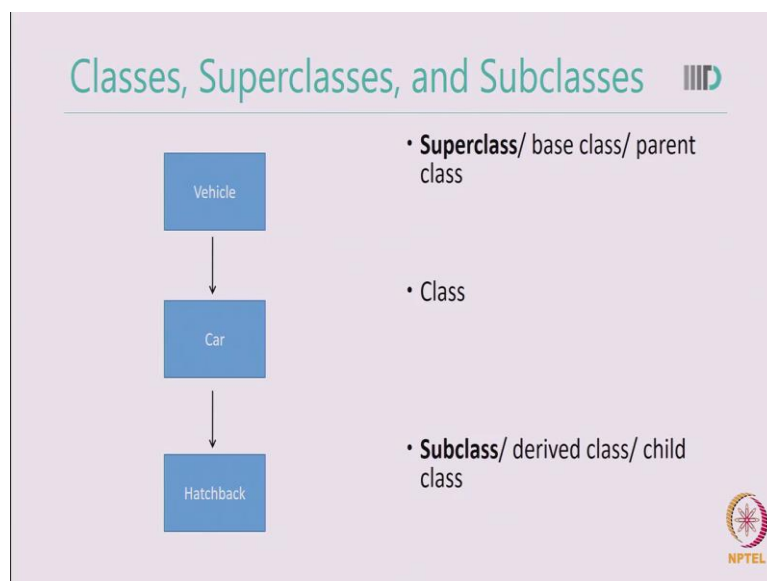 Classes, Superclasses, and Subclasses
Vehicle
• Superclass/ base class/ parent
class
Car
• Class
Hatchback
• Subclass/ derived class/ child
class
NPTEL